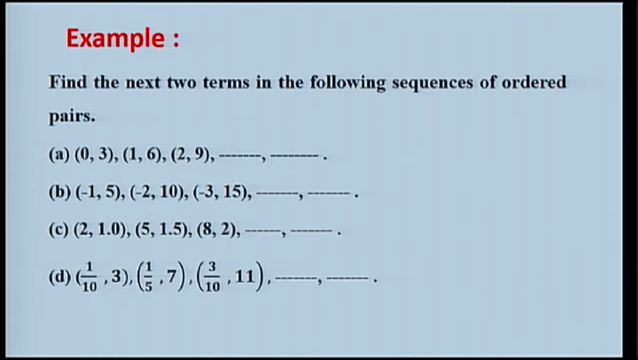 Example :
Find the next two terms in the following sequences of ordered
pairs.
(a) (0, 3), (1, 6), (2, 9), -------, -------- .
(b) (-1, 5), (-2, 10), (-3, 15), -------, ------- .
(c) (2, 1.0), (5, 1.5), (8, 2), ------, ------- .
(d) (1/10 , 3), (1/5 , 7), (3/10 , 11), -------, ------- .